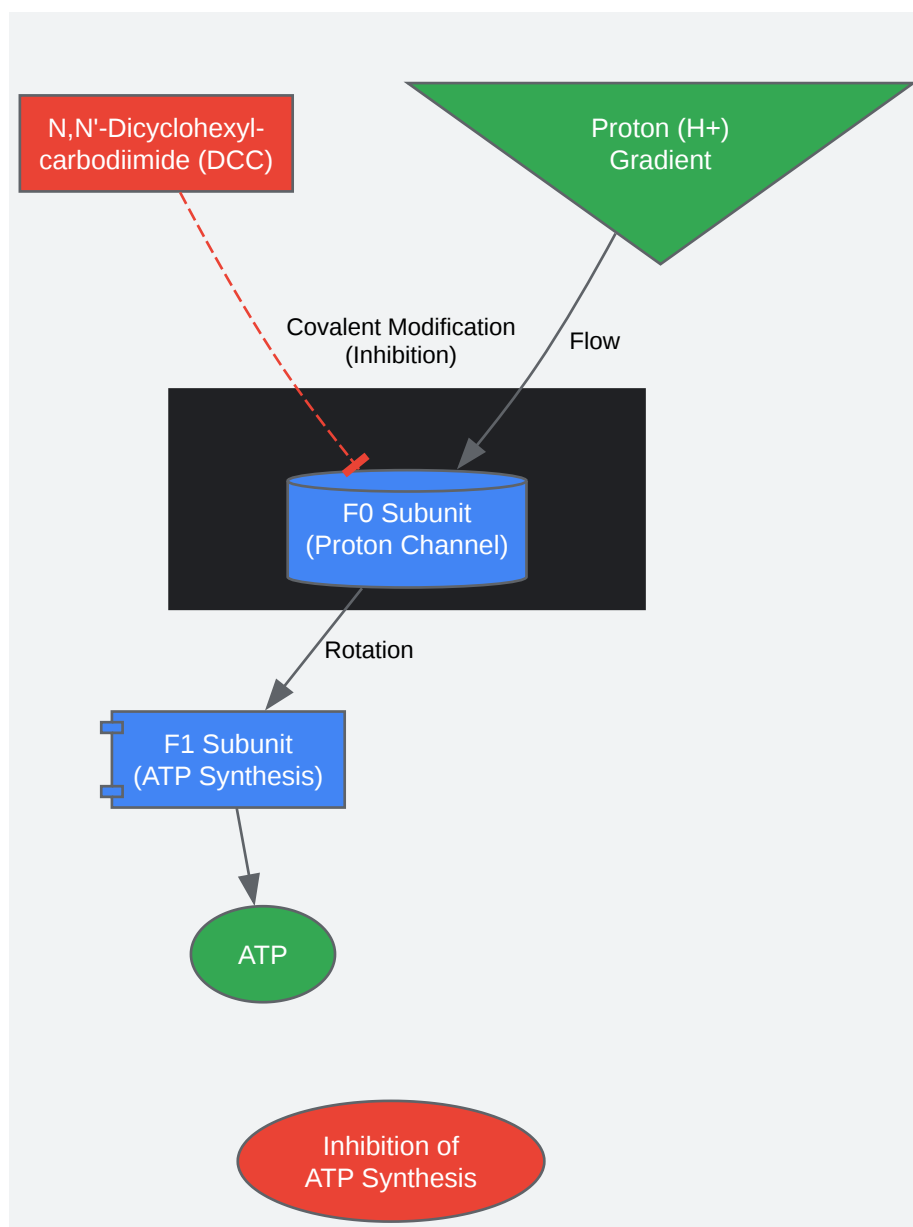 N,N'-Dicyclohexyl-
carbodiimide (DCC)
Proton (H+)
Gradient
Covalent Modification
(Inhibition)
Flow
F0 Subunit
(Proton Channel)
Rotation
F1 Subunit
(ATP Synthesis)
ATP
Inhibition of
ATP Synthesis